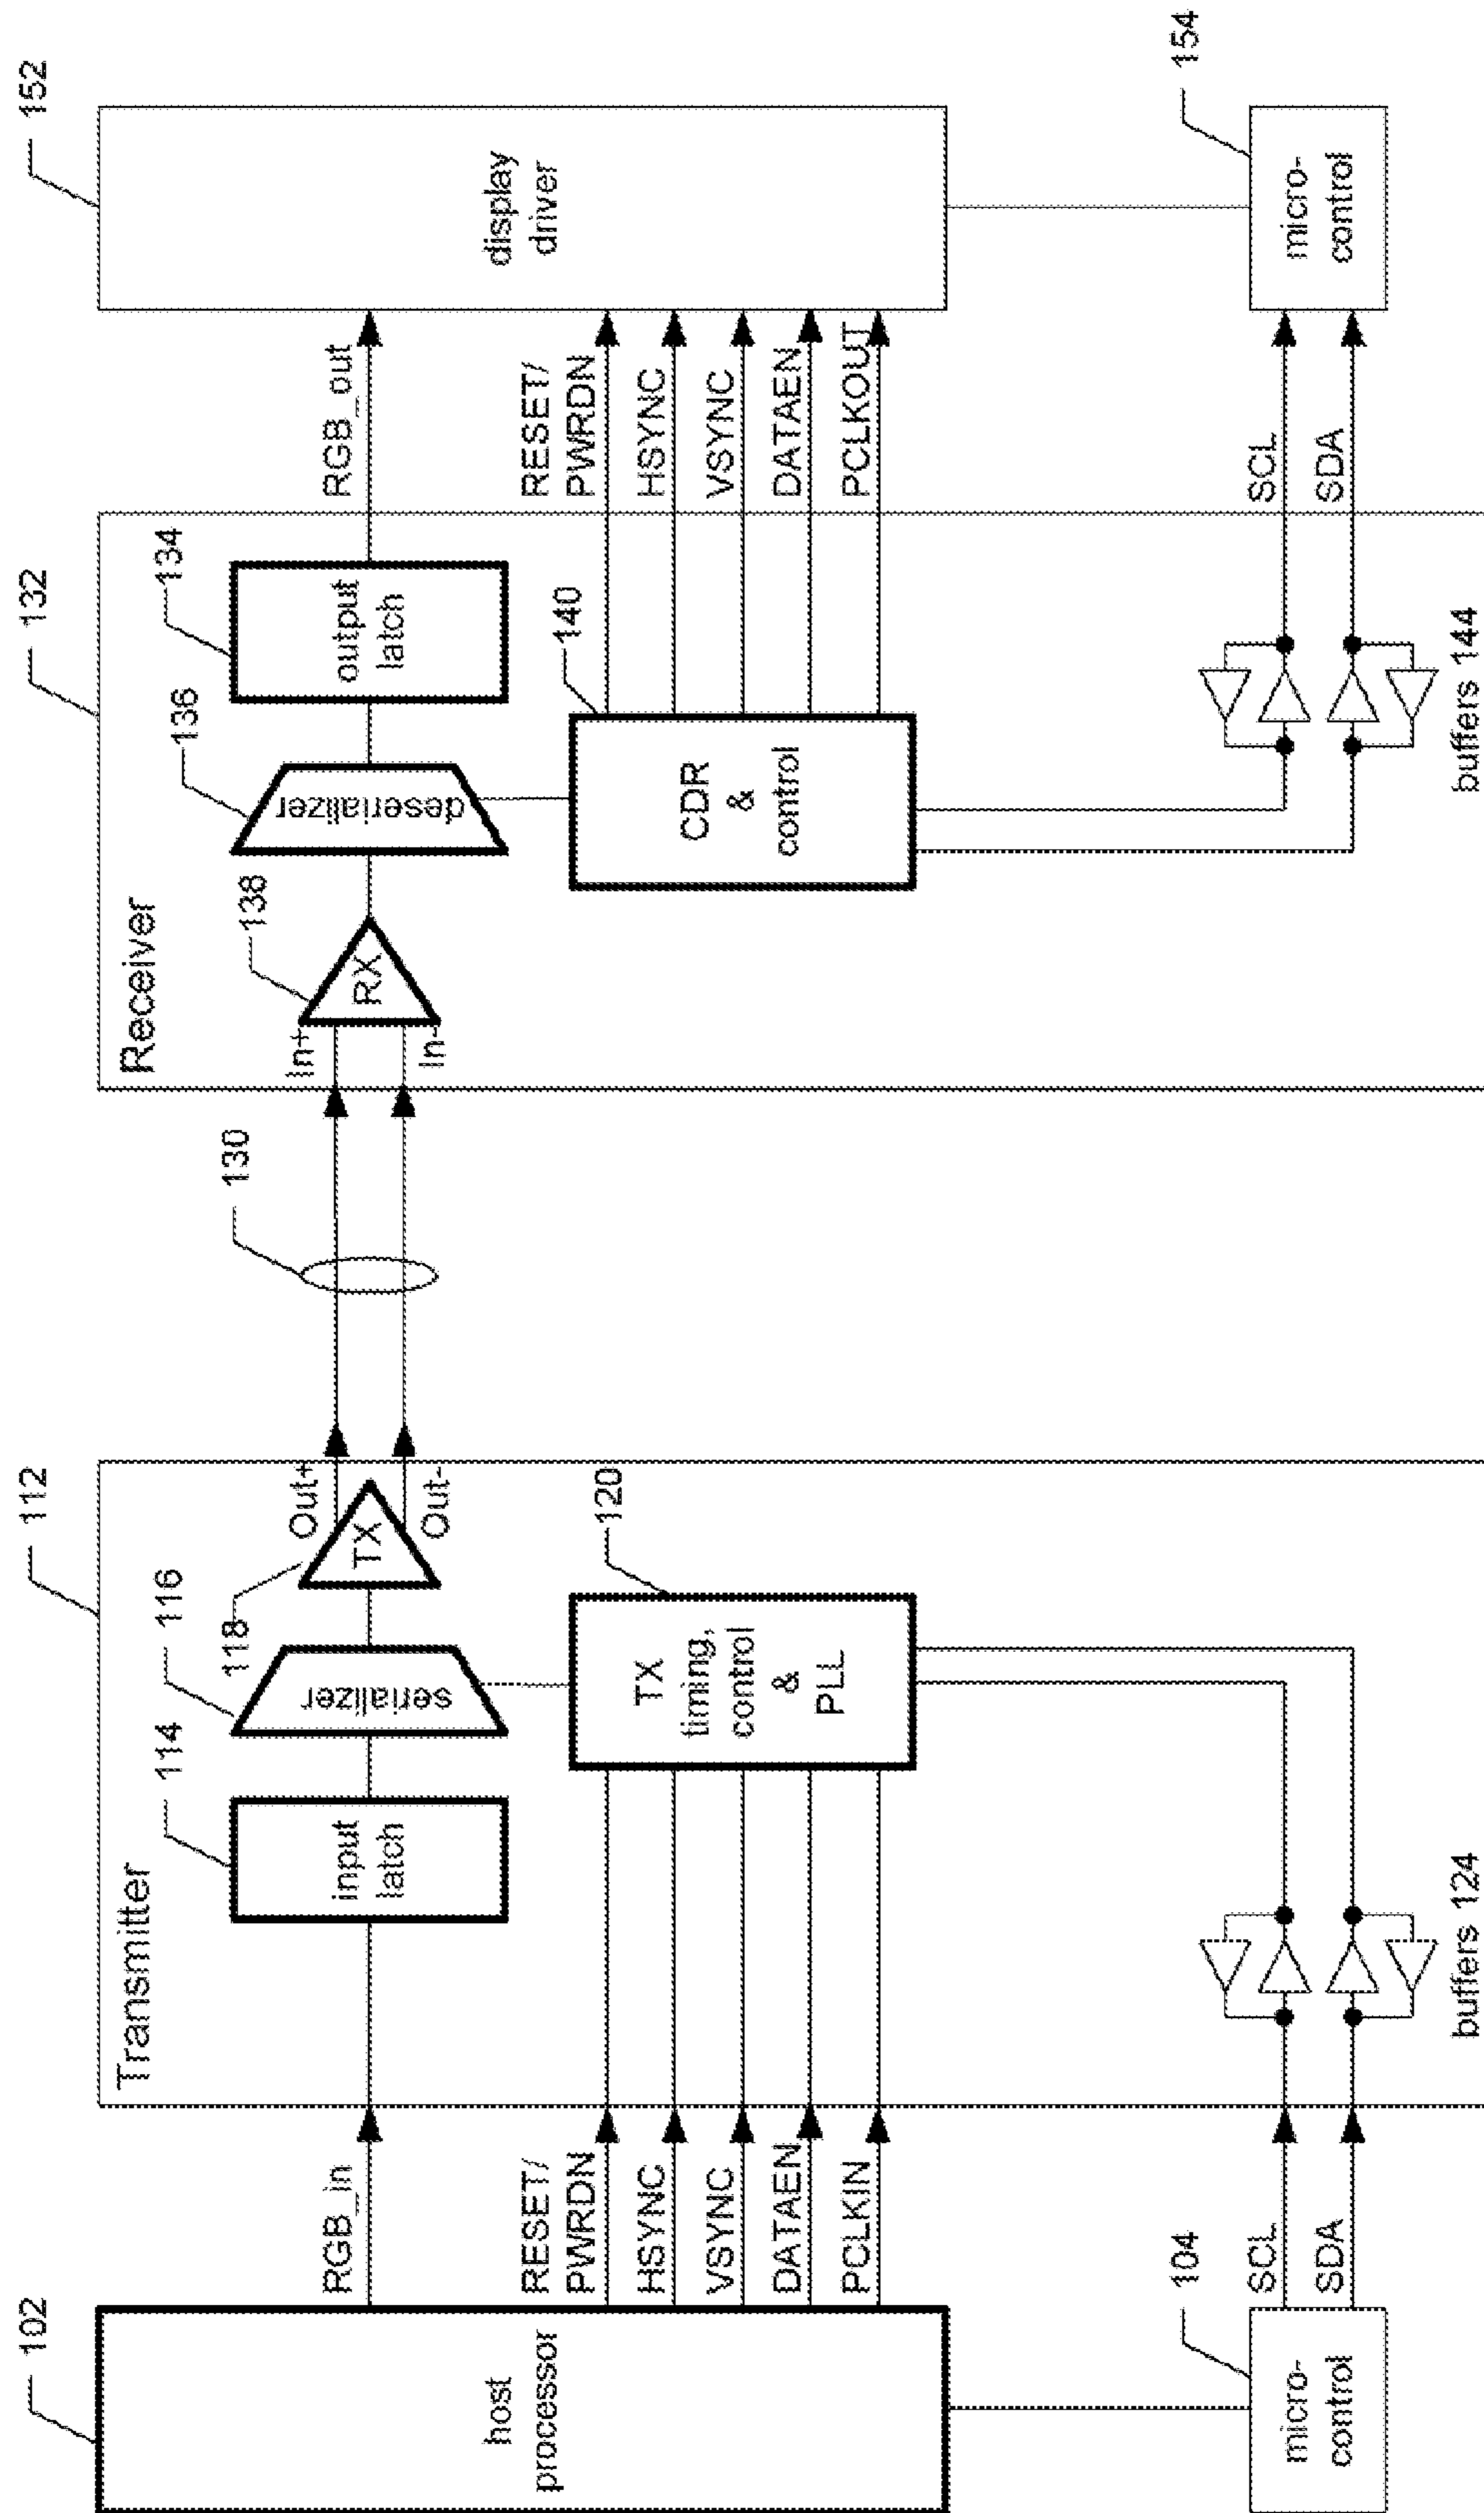 102
host
processor
104
micro-
control
RGB_in
RESET/
PWRDN
HSYNC
VSYNC
DATAEN
PCLKIN
SCL
SDA
112
Transmitter
114
input
latch
116
serializer
118
TX
Out+
Out-
120
TX
timing,
control
&
PLL
buffers 124
130
132
Receiver
In+
In-
138
RX
136
deserializer
134
output
latch
140
CDR
&
control
buffers 144
RGB_out
RESET/
PWRDN
HSYNC
VSYNC
DATAEN
PCLKOUT
SCL
SDA
152
display
driver
154
micro-
control